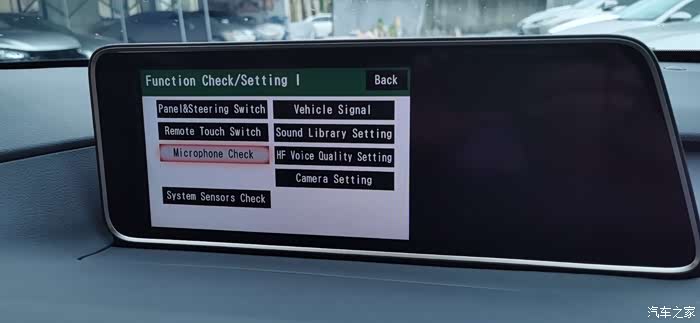 Function Check/Setting I
Back
Panel&Steering Switch
Vehicle Signal
Remote Touch Switch
Sound Library Setting
Microphone Check
HF Voice Quality Setting
Camera Setting
System Sensors Check
汽车之家